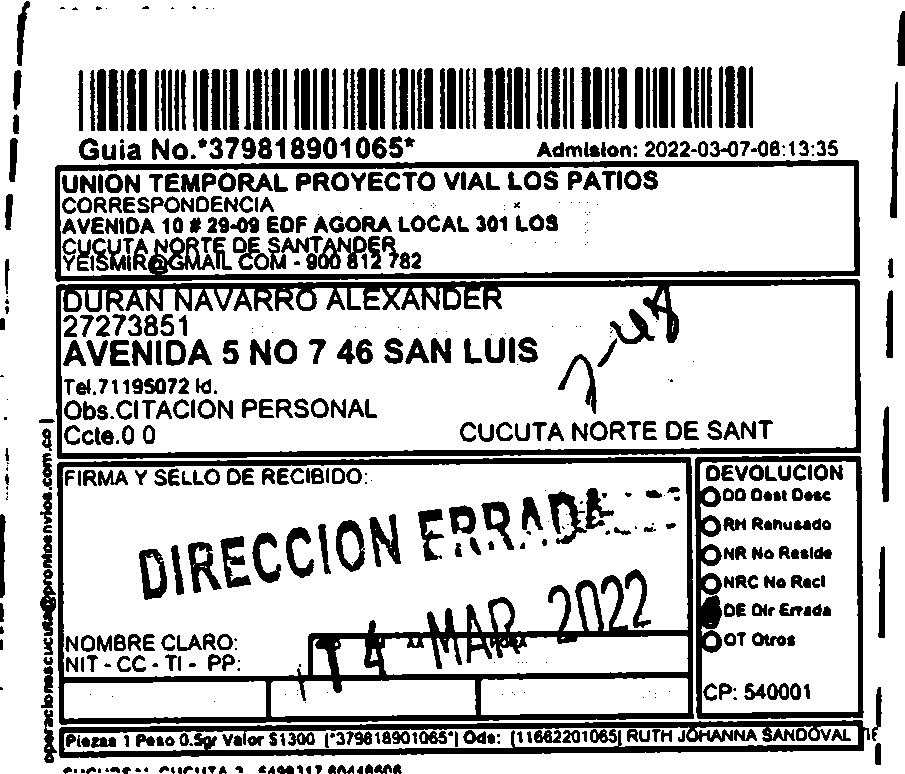 Guia No.*379818901065*
Admision: 2022-03-07-08:13:35
UNION TEMPORAL PROYECTO VIAL LOS PATIOS
CORRESPONDENCIA
AVENIDA 10 # 29-09 EDF AGORA LOCAL 301 LOS
CUCUTA NORTE DE SANTANDER
YEISMIR@GMAIL COM - 900 812 782
DURAN NAVARRO ALEXANDER
27273851
AVENIDA 5 NO 7 46 SAN LUIS
Tel.71195072 Id.
Obs.CITACION PERSONAL
Ccte.0 0
CUCUTA NORTE DE SANT
operacionescucuta@prontoenvios.com.co |
FIRMA Y SELLO DE RECIBIDO:
DIRECCION ERRADA
14 MAR 2022
NOMBRE CLARO:
NIT - CC - TI - PP:
DEVOLUCION
DD Dest Desc
RH Rehusado
NR No Reside
NRC No Recl
DE Dir Errada
OT Otros
CP: 540001
Piezas 1 Peso 0.5gr Valor $1300 (*379818901065*) Ods: (11662201065) RUTH JOHANNA SANDOVAL